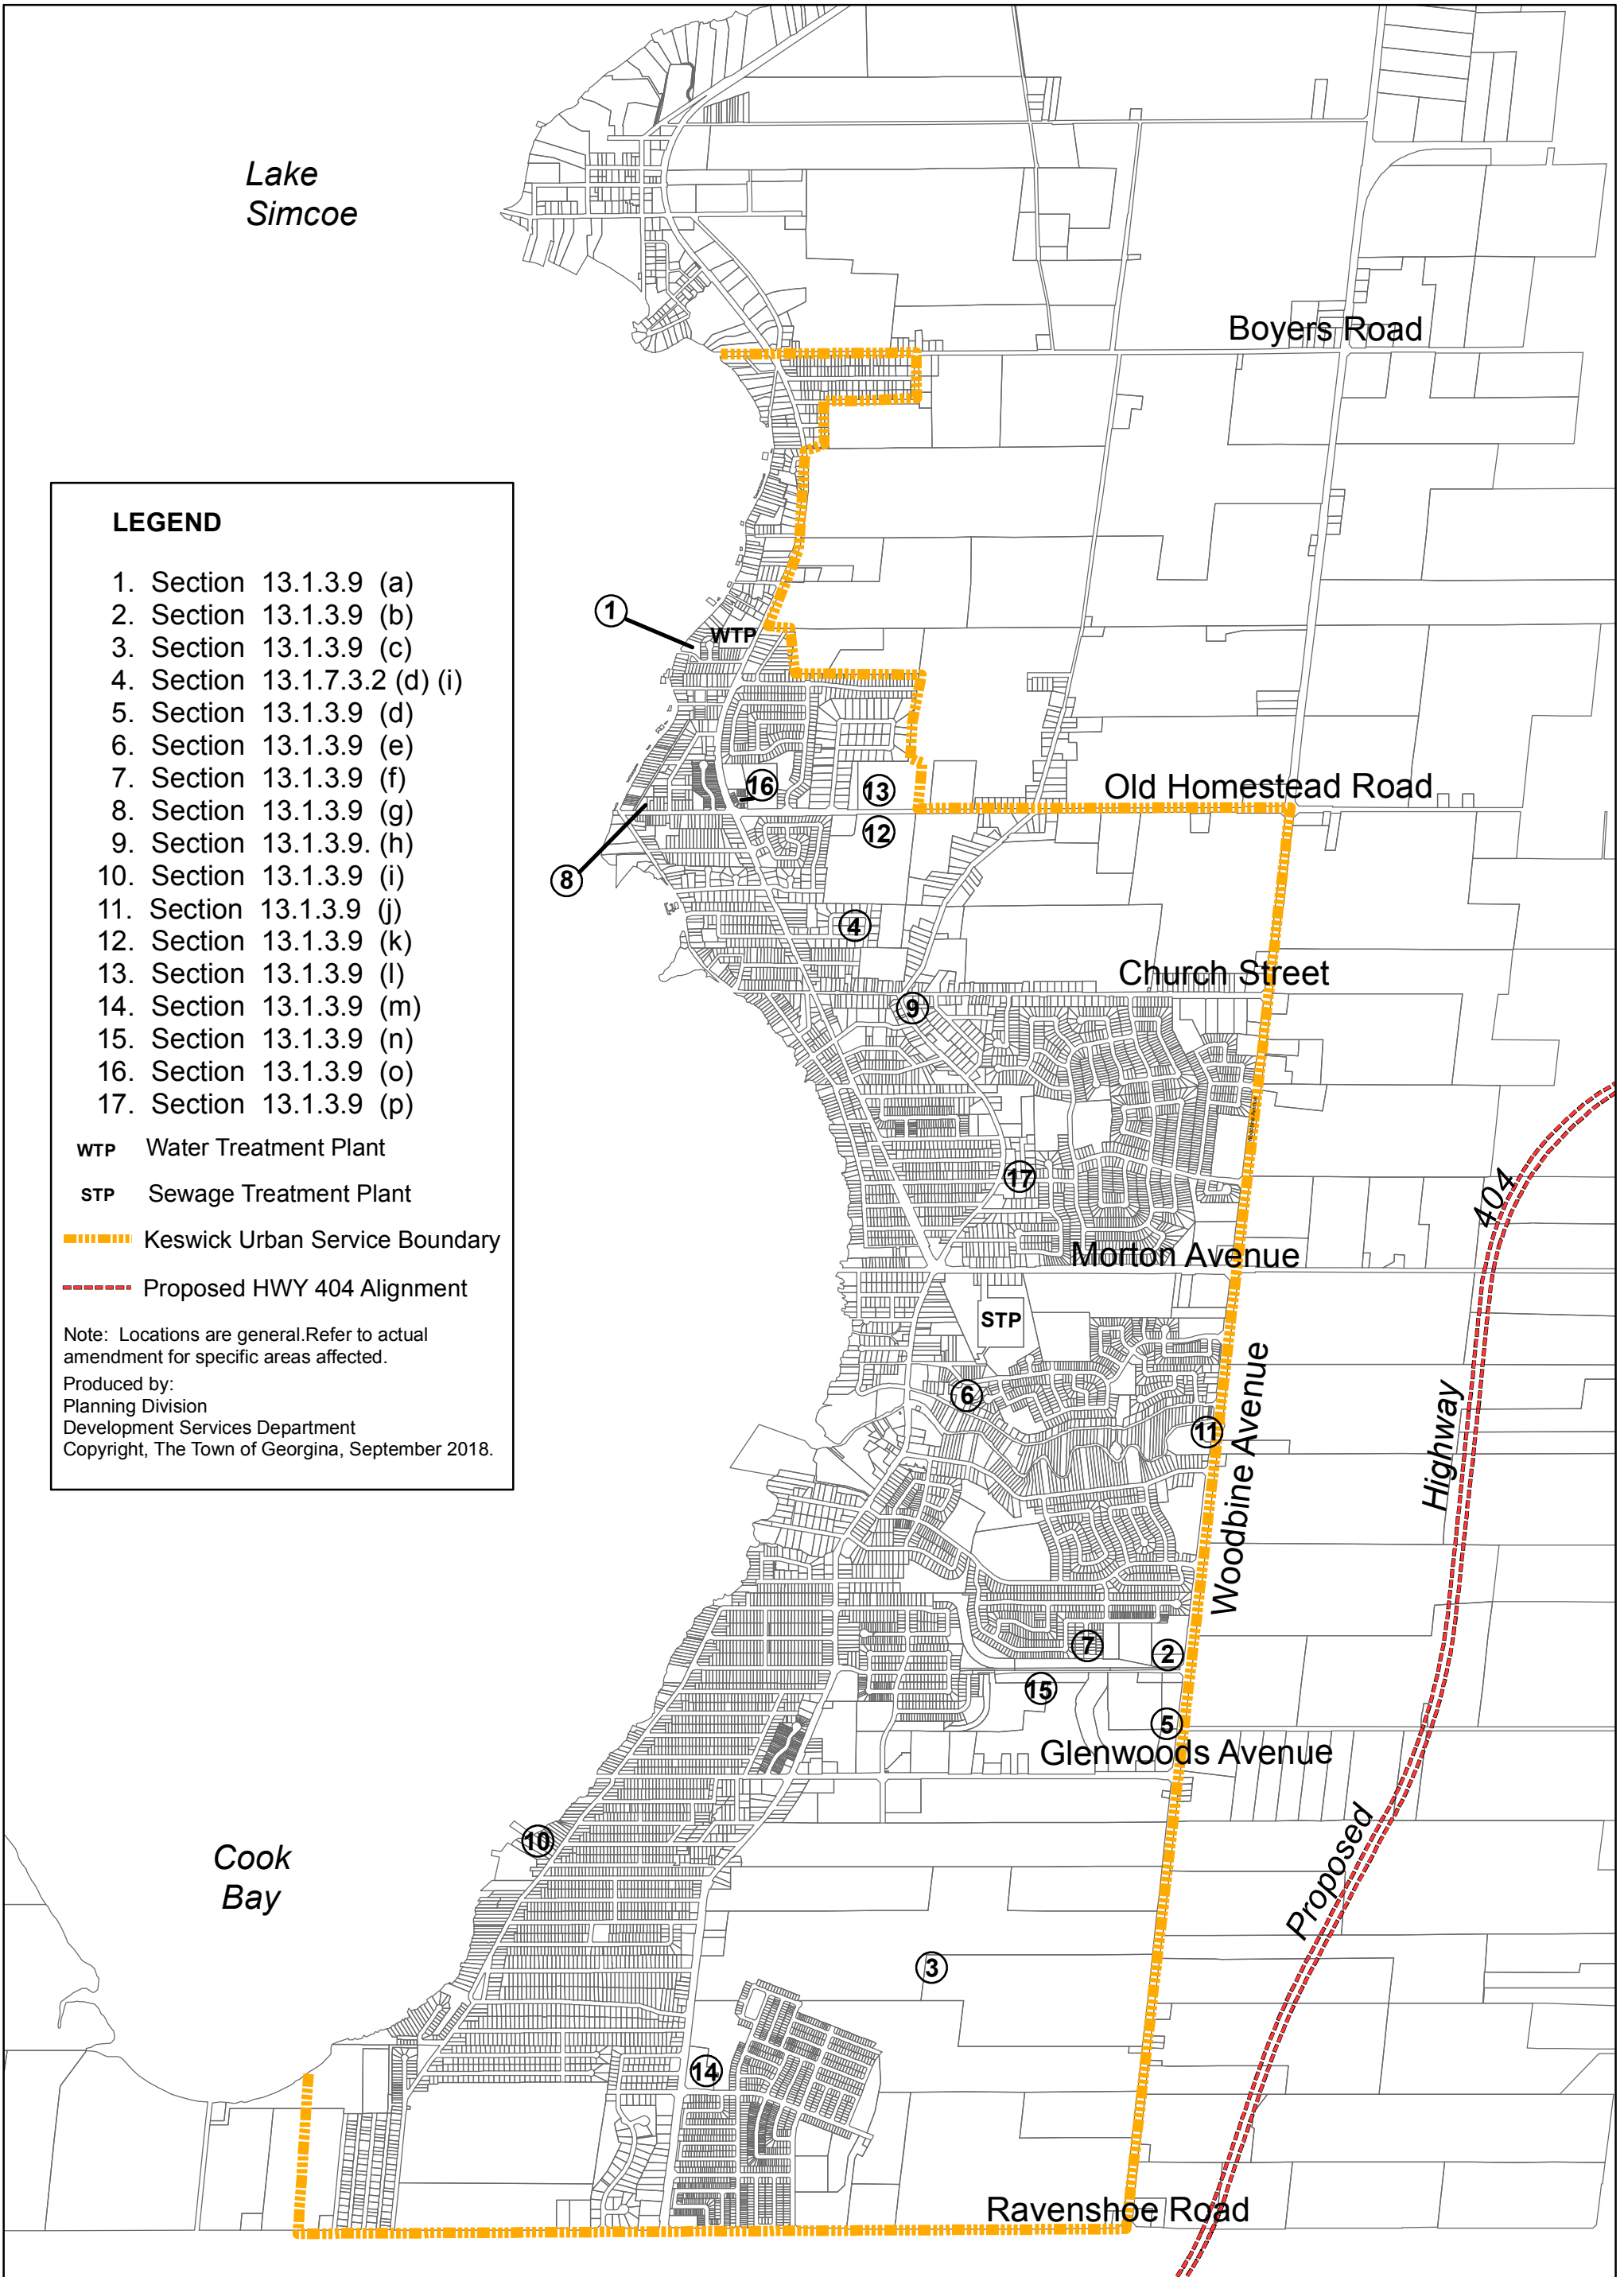 Lake
Simcoe
Boyers Road
LEGEND
1. Section 13.1.3.9 (a)
2. Section 13.1.3.9 (b)
3. Section 13.1.3.9 (c)
4. Section 13.1.7.3.2 (d) (i)
5. Section 13.1.3.9 (d)
6. Section 13.1.3.9 (e)
7. Section 13.1.3.9 (f)
8. Section 13.1.3.9 (g)
9. Section 13.1.3.9. (h)
10. Section 13.1.3.9 (i)
11. Section 13.1.3.9 (j)
12. Section 13.1.3.9 (k)
13. Section 13.1.3.9 (l)
14. Section 13.1.3.9 (m)
15. Section 13.1.3.9 (n)
16. Section 13.1.3.9 (o)
17. Section 13.1.3.9 (p)
WTP Water Treatment Plant
STP Sewage Treatment Plant
Keswick Urban Service Boundary
Proposed HWY 404 Alignment
Note: Locations are general.Refer to actual
amendment for specific areas affected.
Produced by:
Planning Division
Development Services Department
Copyright, The Town of Georgina, September 2018.
1
WTP
16
13
Old Homestead Road
12
8
4
Church Street
9
17
404
Morton Avenue
STP
6
11
Woodbine Avenue
Highway
7
2
15
5
Glenwoods Avenue
10
Proposed
Cook
Bay
3
14
Ravenshoe Road